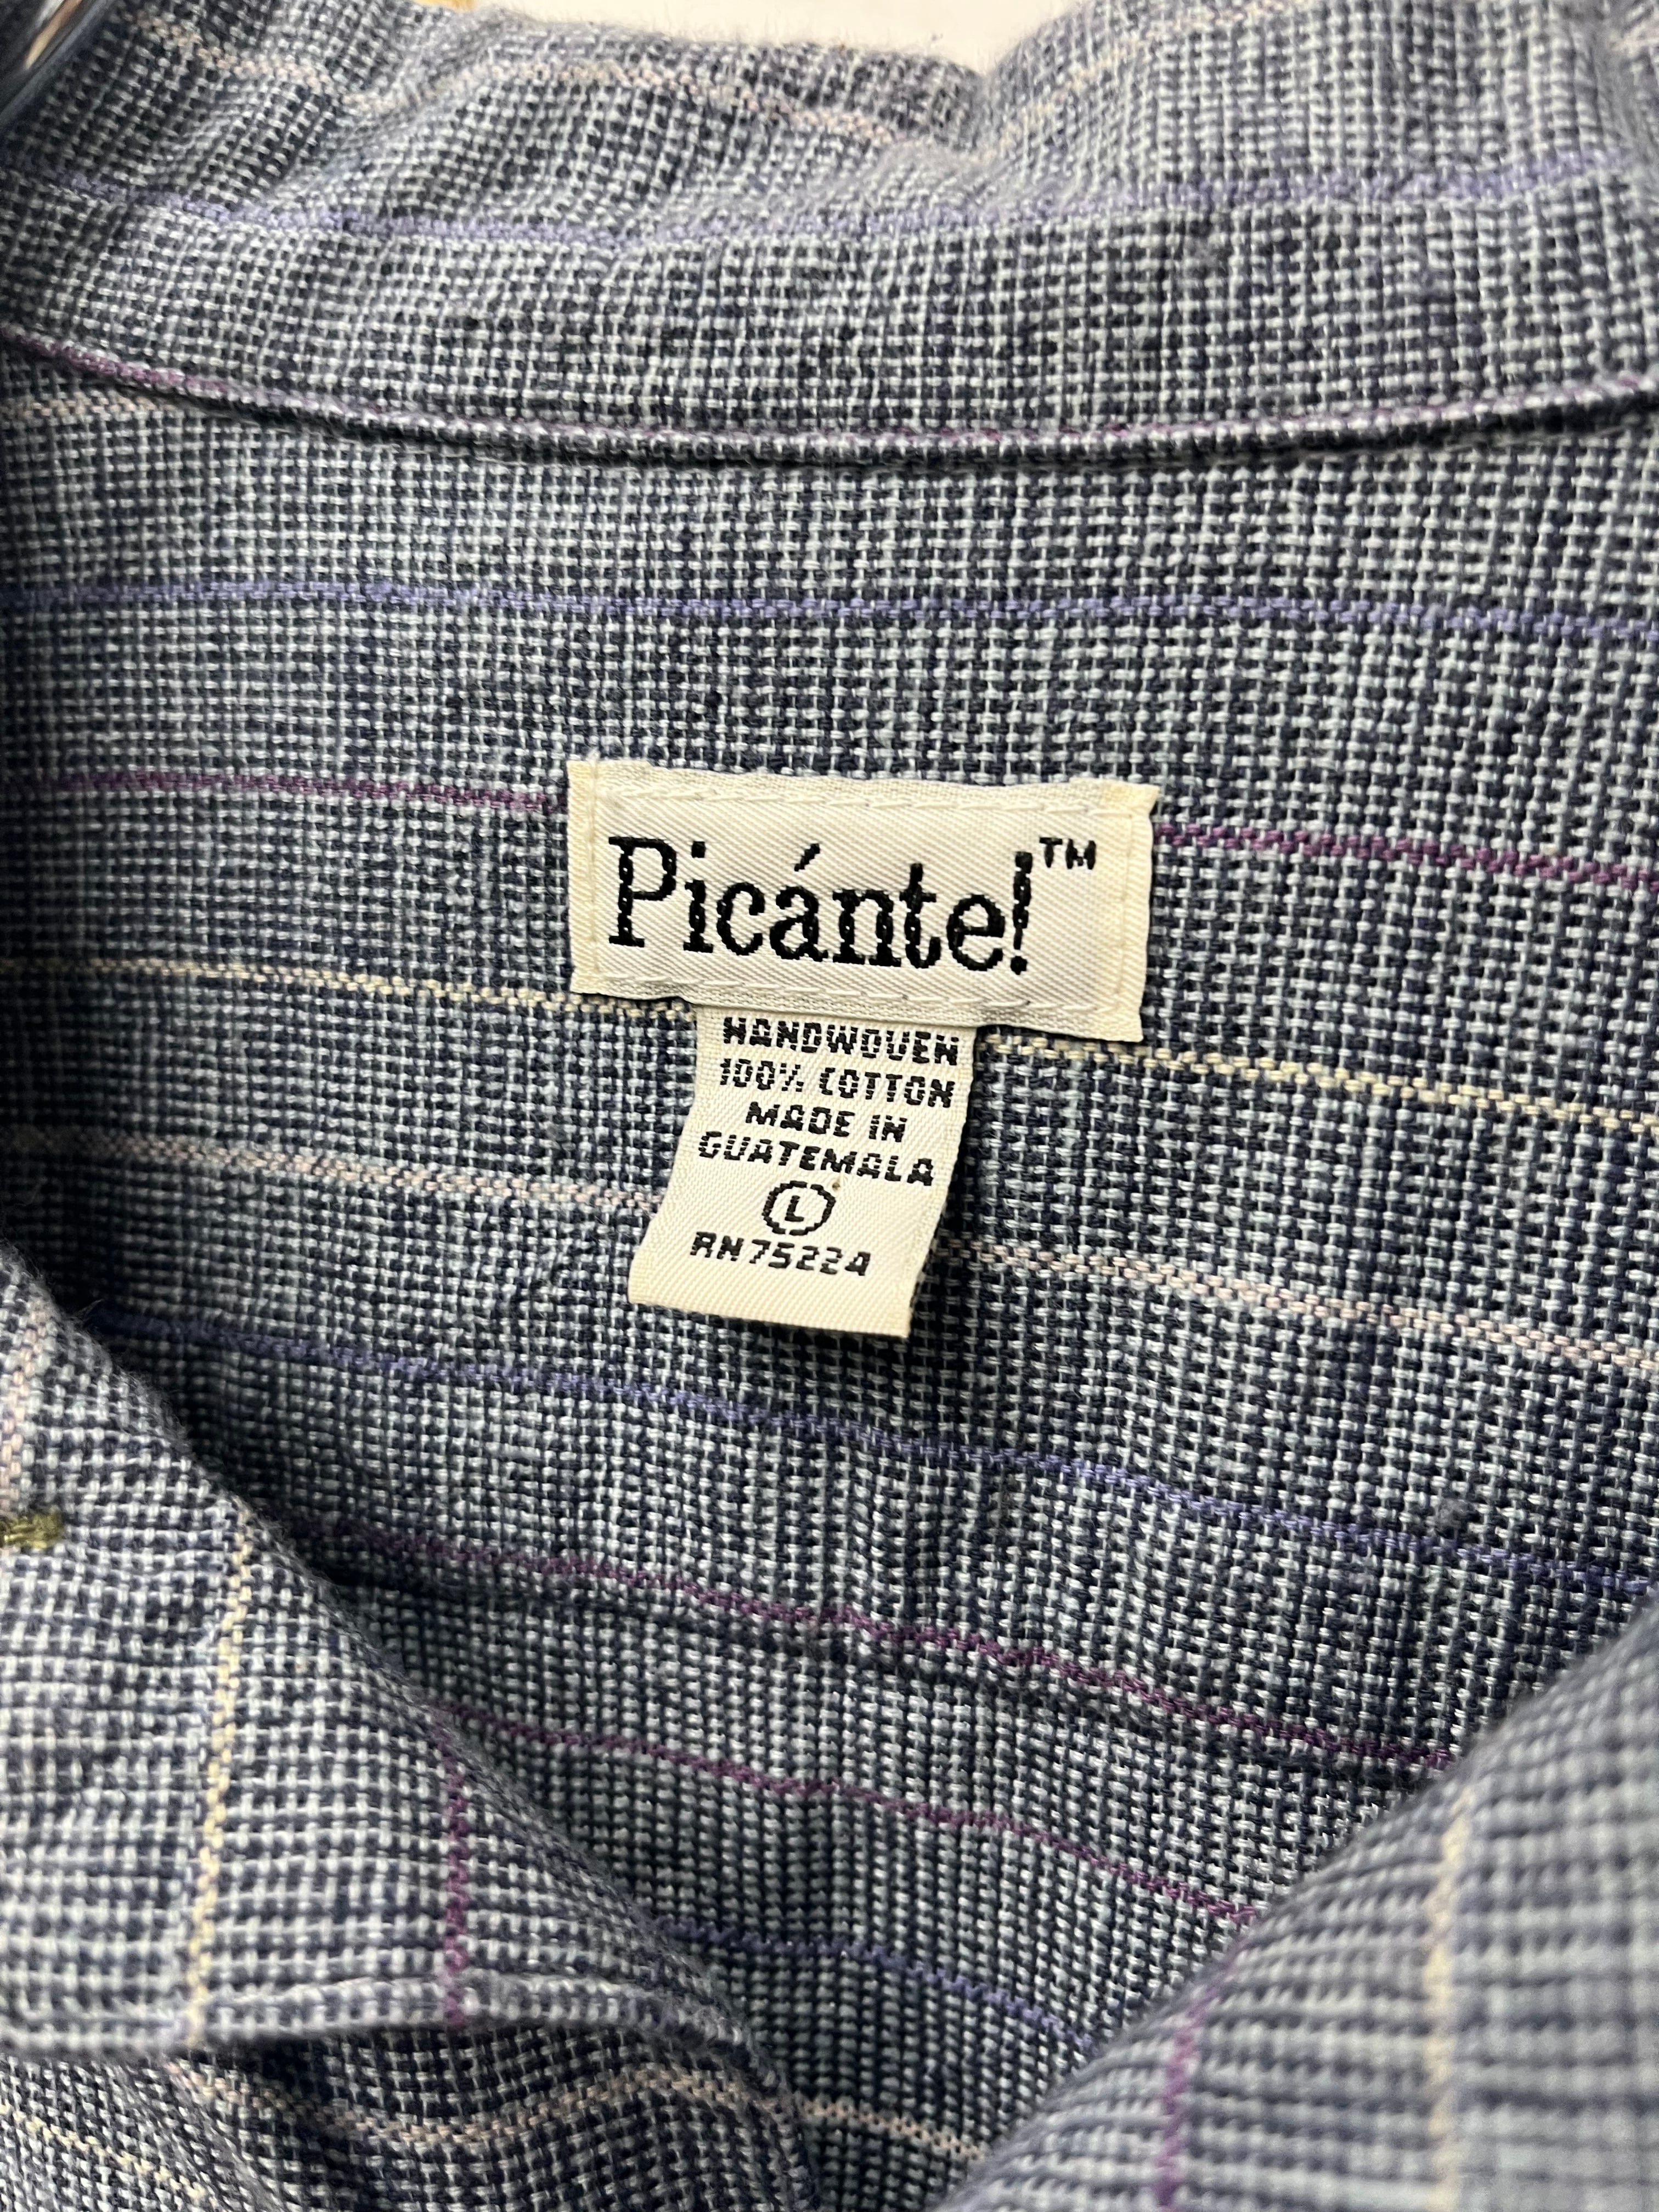 Picánte!™
HANDWOVEN
100% COTTON
MADE IN
GUATEMALA
L
RN75224